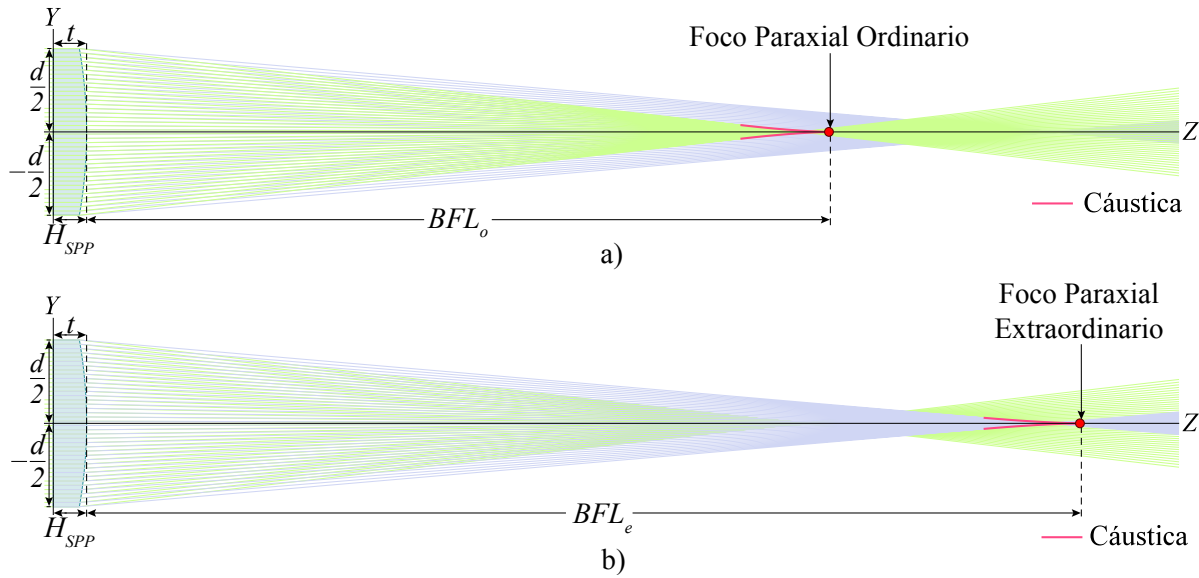 Y
t
Foco Paraxial Ordinario
d/2
Z
-d/2
Cáustica
H_SPP
BFL_o
a)
Foco Paraxial
Extraordinario
Y
t
d/2
Z
-d/2
H_SPP
BFL_e
Cáustica
b)